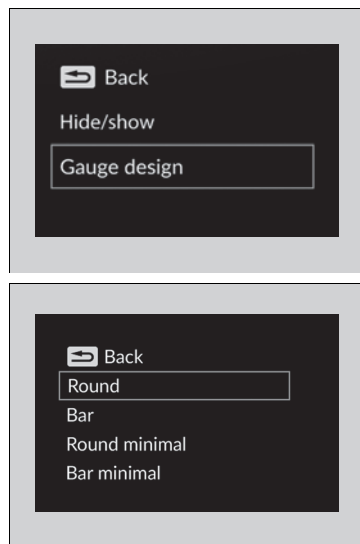 Back
Hide/show
Gauge design
Back
Round
Bar
Round minimal
Bar minimal